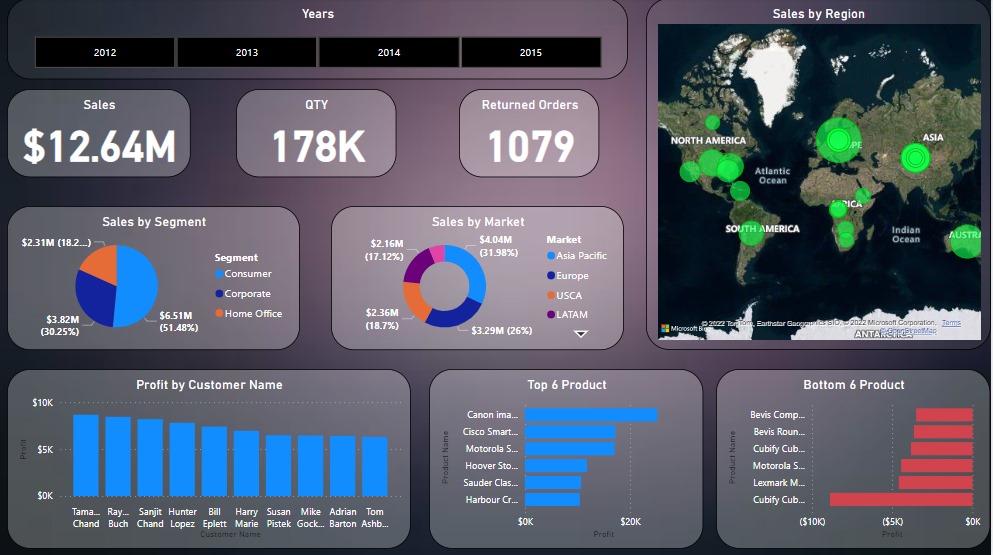 Years
2012
2013
2014
2015
Sales
$12.64M
QTY
178K
Returned Orders
1079
Sales by Region
NORTH AMERICA
ASIA
Atlantic
Ocean
SOUTH AMERICA
Indian
Ocean
Microsoft
© 2022 TomTom, Earthstar Geographics SIO, © 2022 Microsoft Corporation,
Terms
© OpenStreetMap
ANTARCTICA
Sales by Segment
$2.31M (18.2...)
$3.82M
(30.25%)
$6.51M
(51.48%)
Segment
Consumer
Corporate
Home Office
Sales by Market
$2.16M
(17.12%)
$4.04M
(31.98%)
$2.36M
(18.7%)
$3.29M (26%)
Market
Asia Pacific
Europe
USCA
LATAM
Profit by Customer Name
Profit
$10K
$5K
$0K
Tama...
Chand
Ray...
Buch
Sanjit
Chand
Hunter
Lopez
Bill
Eplett
Harry
Marie
Susan
Pistek
Mike
Gock...
Adrian
Barton
Tom
Ashb...
Customer Name
Top 6 Product
Product Name
Canon ima...
Cisco Smart...
Motorola S...
Hoover Sto...
Sauder Clas...
Harbour Cr...
$0K
$20K
Profit
Bottom 6 Product
Product Name
Bevis Comp...
Bevis Roun...
Cubify Cub...
Motorola S...
Lexmark M...
Cubify Cub...
($10K)
($5K)
$0K
Profit